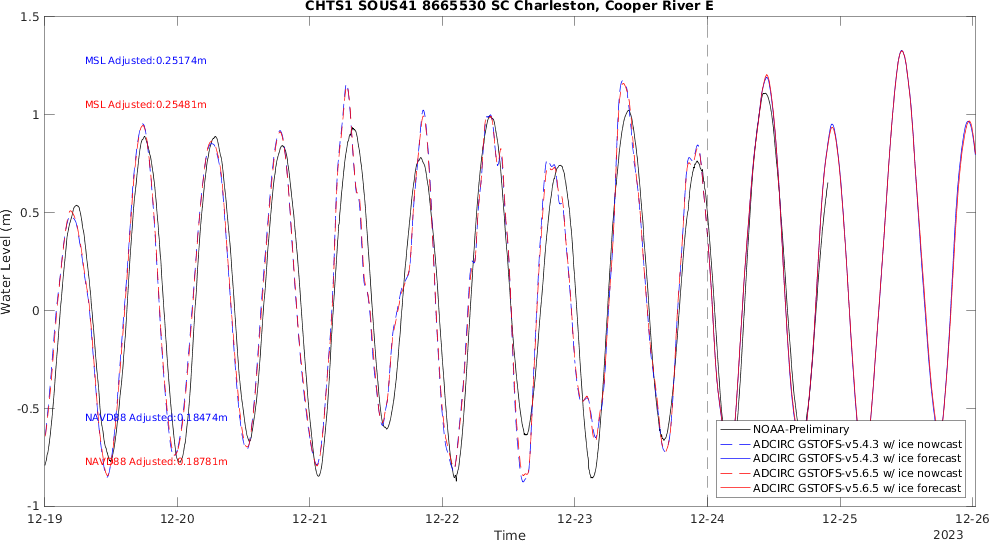 CHTS1 SOUS41 8665530 SC Charleston, Cooper River E
1.5
1
0.5
0
-0.5
-1
Water Level (m)
MSL Adjusted:0.25174m
MSL Adjusted:0.25481m
NAVD88 Adjusted:0.18474m
NAVD88 Adjusted:0.18781m
NOAA-Preliminary
ADCIRC GSTOFS-v5.4.3 w/ ice nowcast
ADCIRC GSTOFS-v5.4.3 w/ ice forecast
ADCIRC GSTOFS-v5.6.5 w/ ice nowcast
ADCIRC GSTOFS-v5.6.5 w/ ice forecast
12-19 12-20 12-21 12-22 12-23 12-24 12-25 12-26
Time
2023